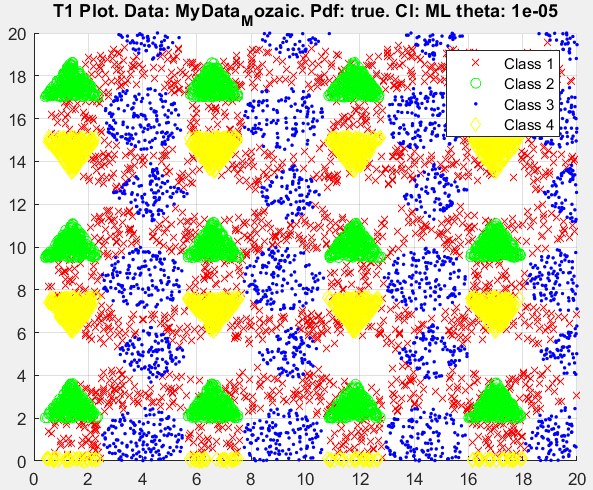 T1 Plot. Data: MyData_Mozaic. Pdf: true. Cl: ML theta: 1e-05
Class 1
Class 2
Class 3
Class 4
20
18
16
14
12
10
8
6
4
2
0
0 2 4 6 8 10 12 14 16 18 20